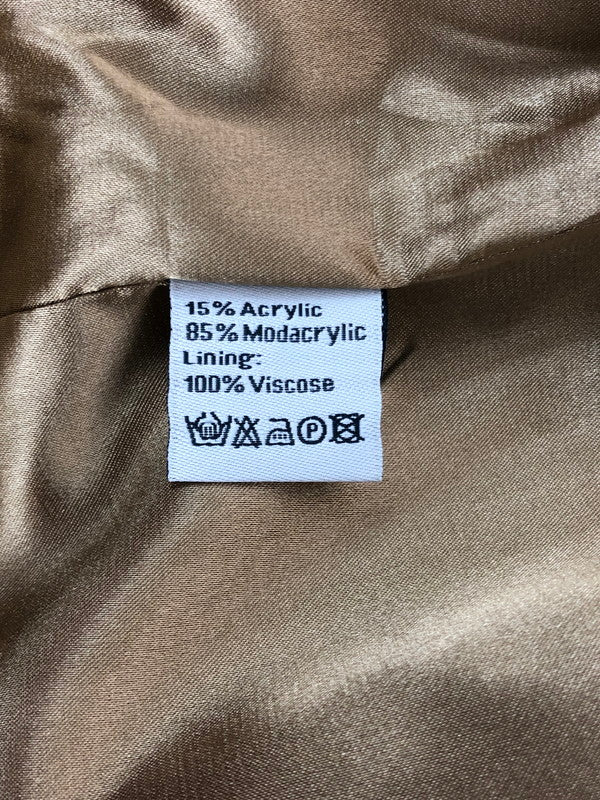 15% Acrylic
85% Modacrylic
Lining:
100% Viscose
P